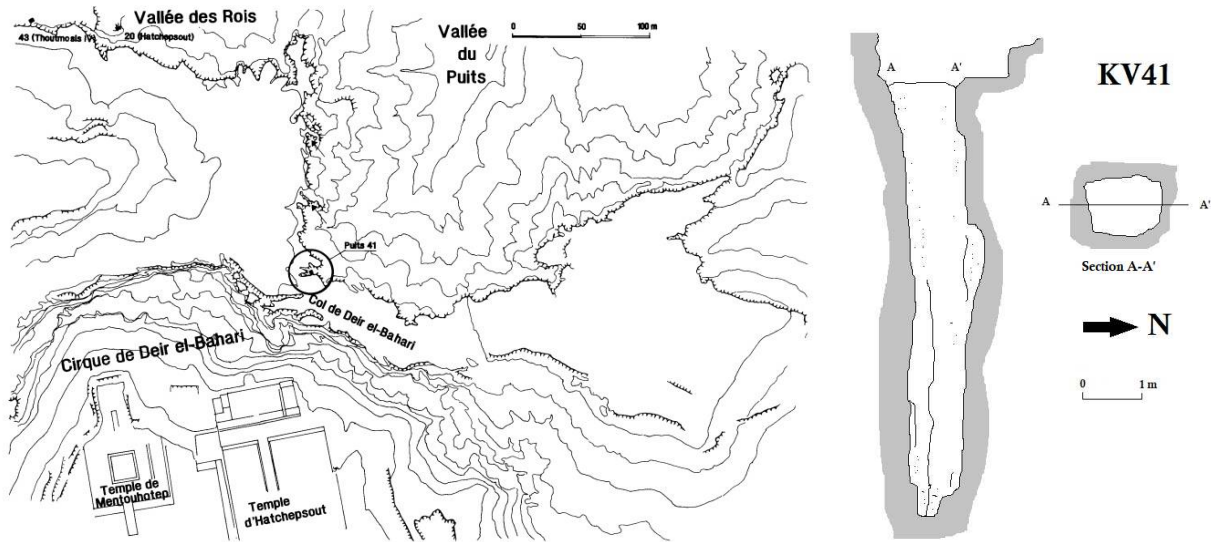 Vallée des Rois
43 (Thoutmosis IV)
20 (Hatchepsout)
Vallée
du
Puits
0 50 100 m
Puits 41
Col de Deir el-Bahari
Cirque de Deir el-Bahari
Temple de
Mentouhotep
Temple
d'Hatchepsout
A A'
KV41
A A'
Section A-A'
N
0 1 m